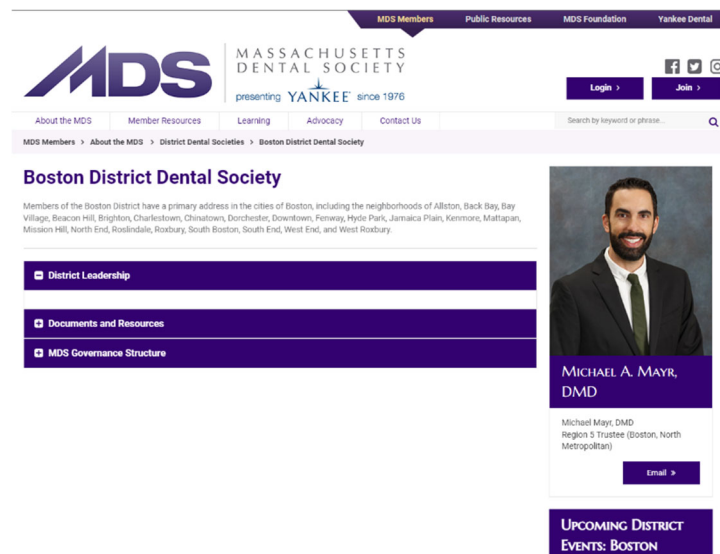 MDS Members
Public Resources
MDS Foundation
Yankee Dental
MDS
MASSACHUSETTS
DENTAL SOCIETY
presenting YANKEE since 1976
Login >
Join >
About the MDS
Member Resources
Learning
Advocacy
Contact Us
Search by keyword or phrase...
MDS Members > About the MDS > District Dental Societies > Boston District Dental Society
Boston District Dental Society
Members of the Boston District have a primary address in the cities of Boston, including the neighborhoods of Allston, Back Bay, Bay
Village, Beacon Hill, Brighton, Charlestown, Chinatown, Dorchester, Downtown, Fenway, Hyde Park, Jamaica Plain, Kenmore, Mattapan,
Mission Hill, North End, Roslindale, Roxbury, South Boston, South End, West End, and West Roxbury.
District Leadership
Documents and Resources
MDS Governance Structure
Michael A. Mayr,
DMD
Michael Mayr, DMD
Region 5 Trustee (Boston, North
Metropolitan)
Email »
Upcoming District
Events: Boston